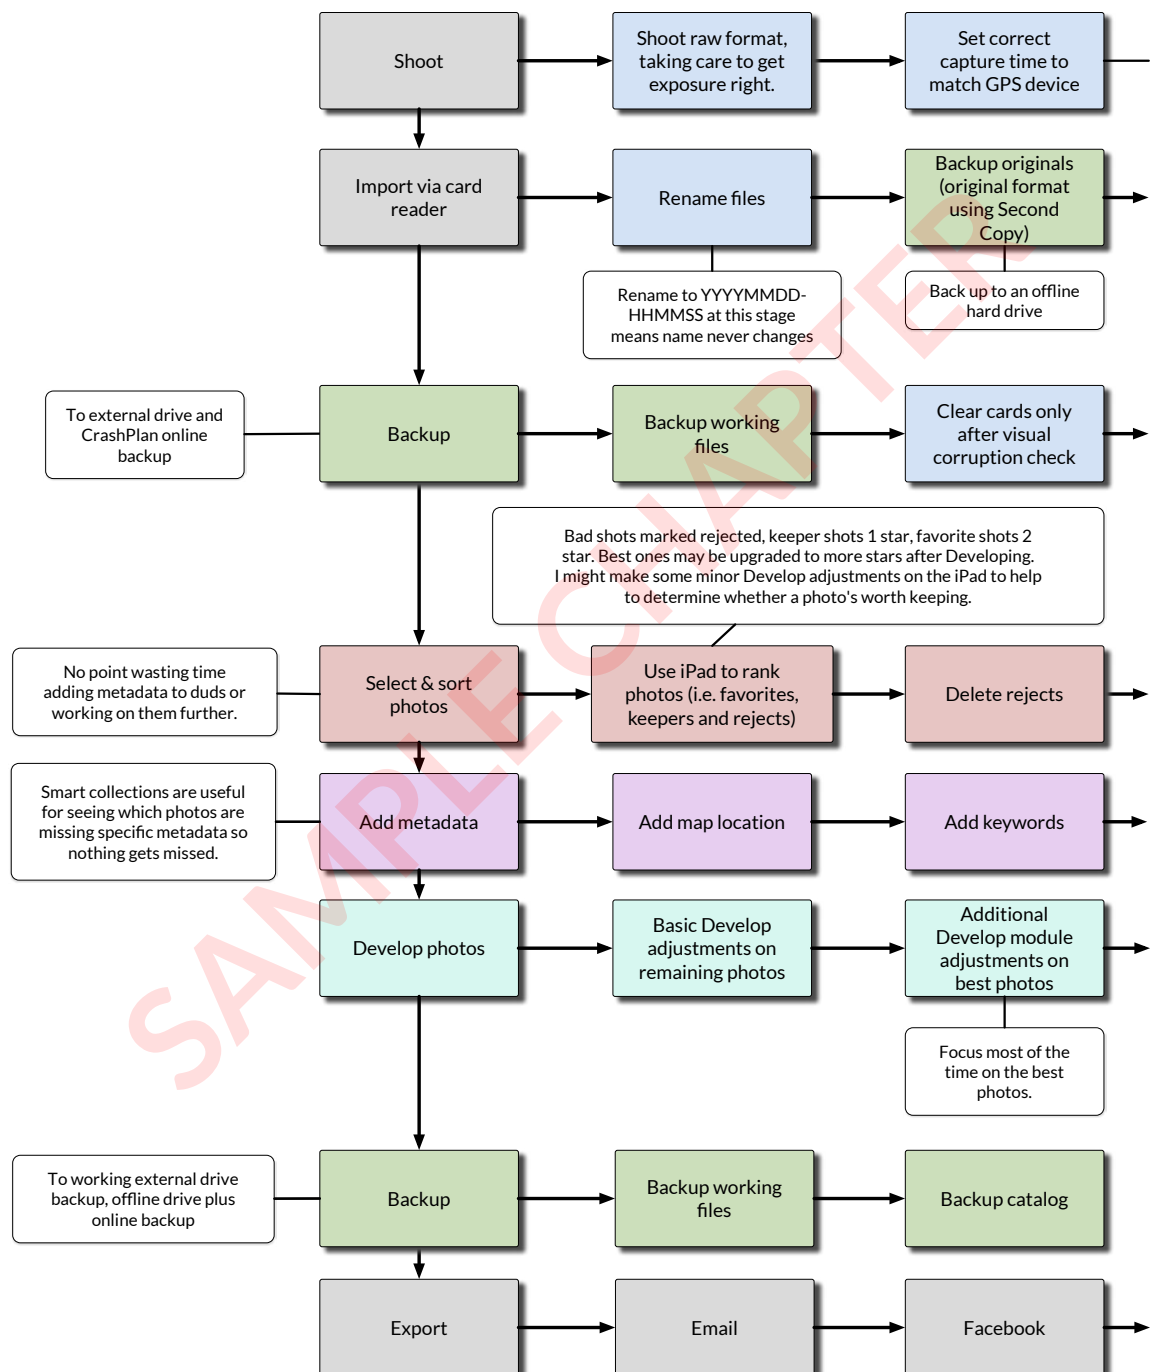 Shoot
Shoot raw format,
taking care to get
exposure right.
Set correct
capture time to
match GPS device
Import via card
reader
Rename files
Backup originals
(original format
using Second
Copy)
Rename to YYYYMMDD-
HHMMSS at this stage
means name never changes
Back up to an offline
hard drive
To external drive and
CrashPlan online
backup
Backup
Backup working
files
Clear cards only
after visual
corruption check
Bad shots marked rejected, keeper shots 1 star, favorite shots 2
star. Best ones may be upgraded to more stars after Developing.
I might make some minor Develop adjustments on the iPad to help
to determine whether a photo's worth keeping.
No point wasting time
adding metadata to duds or
working on them further.
Select & sort
photos
Use iPad to rank
photos (i.e. favorites,
keepers and rejects)
Delete rejects
Smart collections are useful
for seeing which photos are
missing specific metadata so
nothing gets missed.
Add metadata
Add map location
Add keywords
Develop photos
Basic Develop
adjustments on
remaining photos
Additional
Develop module
adjustments on
best photos
Focus most of the
time on the best
photos.
To working external drive
backup, offline drive plus
online backup
Backup
Backup working
files
Backup catalog
Export
Email
Facebook
SAMPLE CHAPTER